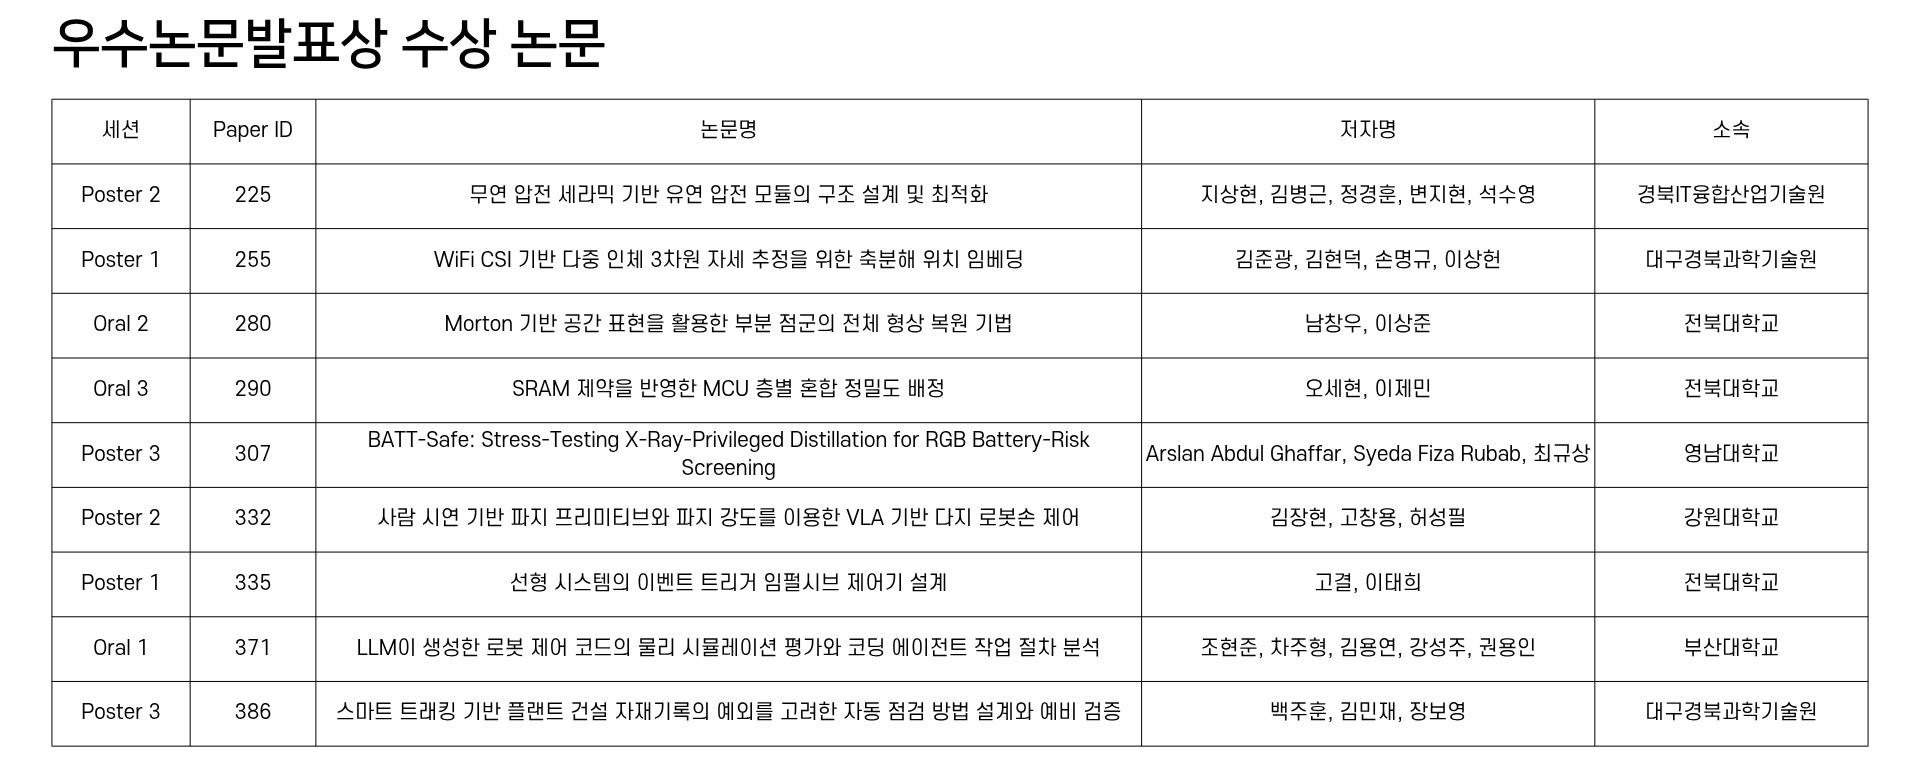 우수논문발표상 수상 논문
세션 Paper ID 논문명 저자명 소속
Poster 2 225 무연 압전 세라믹 기반 유연 압전 모듈의 구조 설계 및 최적화 지상현, 김병근, 정경훈, 변지현, 석수영 경북IT융합산업기술원
Poster 1 255 WiFi CSI 기반 다중 인체 3차원 자세 추정을 위한 축분해 위치 임베딩 김준광, 김현덕, 손명규, 이상헌 대구경북과학기술원
Oral 2 280 Morton 기반 공간 표현을 활용한 부분 점군의 전체 형상 복원 기법 남창우, 이상준 전북대학교
Oral 3 290 SRAM 제약을 반영한 MCU 층별 혼합 정밀도 배정 오세현, 이제민 전북대학교
Poster 3 307 BATT-Safe: Stress-Testing X-Ray-Privileged Distillation for RGB Battery-Risk
Screening Arslan Abdul Ghaffar, Syeda Fiza Rubab, 최규상 영남대학교
Poster 2 332 사람 시연 기반 파지 프리미티브와 파지 강도를 이용한 VLA 기반 다지 로봇손 제어 김장현, 고창용, 허성필 강원대학교
Poster 1 335 선형 시스템의 이벤트 트리거 임펄시브 제어기 설계 고결, 이태희 전북대학교
Oral 1 371 LLM이 생성한 로봇 제어 코드의 물리 시뮬레이션 평가와 코딩 에이전트 작업 절차 분석 조현준, 차주형, 김용연, 강성주, 권용인 부산대학교
Poster 3 386 스마트 트래킹 기반 플랜트 건설 자재기록의 예외를 고려한 자동 점검 방법 설계와 예비 검증 백주훈, 김민재, 장보영 대구경북과학기술원